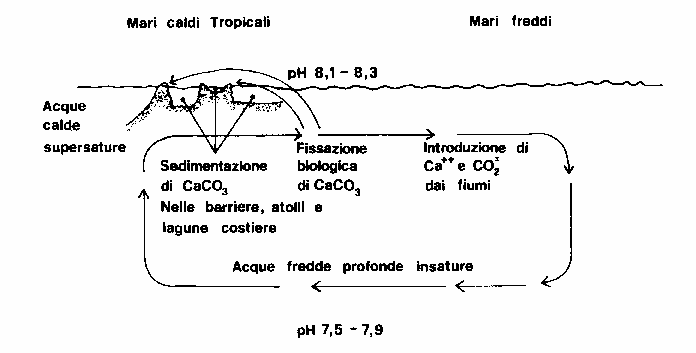 Mari caldi Tropicali
Mari freddi
pH 8,1 – 8,3
Acque
calde
supersature
Sedimentazione
di CaCO₃
Nelle barriere, atolli e
lagune costiere
Fissazione
biologica
di CaCO₃
Introduzione di
Ca⁺⁺ e CO₂⁼
dai fiumi
Acque fredde profonde insature
pH 7,5 – 7,9